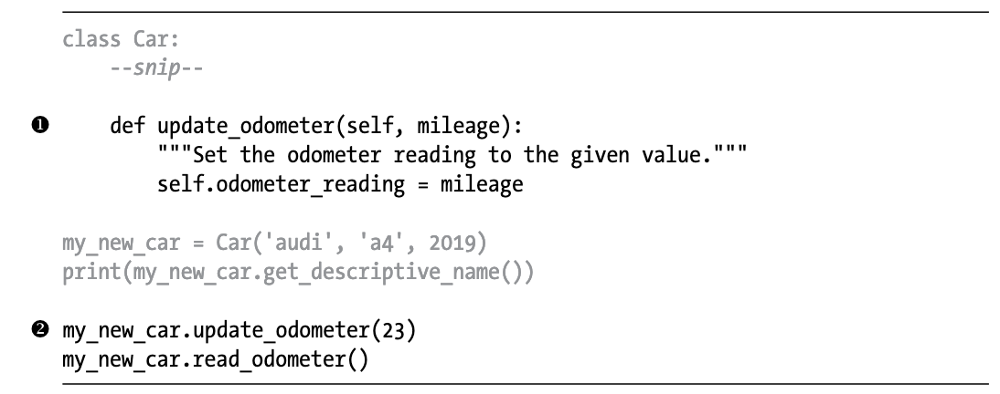 class Car:
    --snip--
❶    def update_odometer(self, mileage):
        """Set the odometer reading to the given value."""
        self.odometer_reading = mileage
my_new_car = Car('audi', 'a4', 2019)
print(my_new_car.get_descriptive_name())
❷ my_new_car.update_odometer(23)
my_new_car.read_odometer()